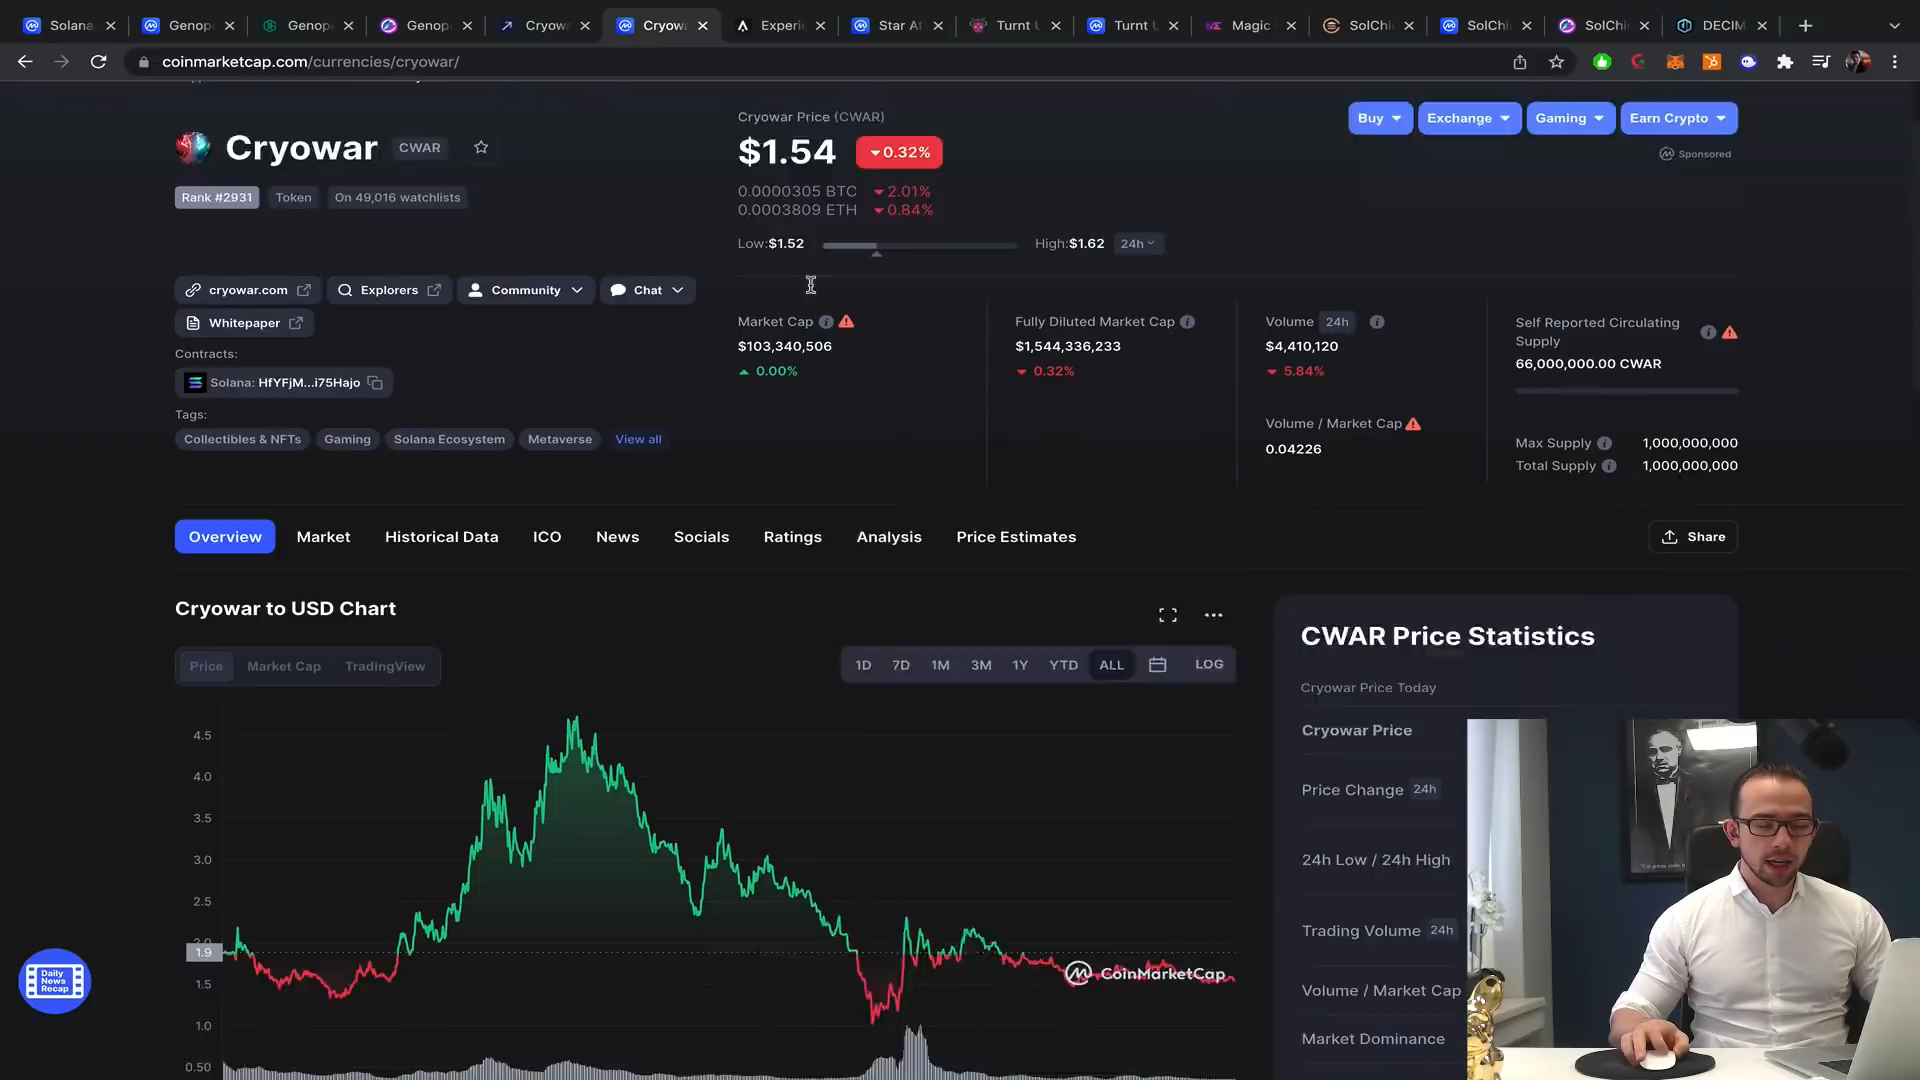 Solana
Genop
Genop
Genop
Cryow
Cryow
Experi
Star A
Turnt
Turnt
Magic
SolChi
SolChi
SolChi
DECIM
coinmarketcap.com/currencies/cryowar/
Cryowar CWAR
Rank #2931 Token On 49,016 watchlists
cryowar.com Explorers Community Chat
Whitepaper
Contracts:
Solana: HfYFjM...i75Hajo
Tags:
Collectibles & NFTs Gaming Solana Ecosystem Metaverse View all
Cryowar Price (CWAR)
$1.54 0.32%
0.0000305 BTC 2.01%
0.0003809 ETH 0.84%
Low:$1.52 High:$1.62 24h
Buy Exchange Gaming Earn Crypto
Sponsored
Market Cap
$103,340,506
0.00%
Fully Diluted Market Cap
$1,544,336,233
0.32%
Volume 24h
$4,410,120
5.84%
Volume / Market Cap
0.04226
Self Reported Circulating
Supply
66,000,000.00 CWAR
Max Supply 1,000,000,000
Total Supply 1,000,000,000
Overview Market Historical Data ICO News Socials Ratings Analysis Price Estimates Share
Cryowar to USD Chart
Price Market Cap TradingView
1D 7D 1M 3M 1Y YTD ALL LOG
4.5
4.0
3.5
3.0
2.5
1.9
1.5
1.0
0.50
CoinMarketCap
Daily
News
Recap
CWAR Price Statistics
Cryowar Price Today
Cryowar Price
Price Change 24h
24h Low / 24h High
Trading Volume 24h
Volume / Market Cap
Market Dominance